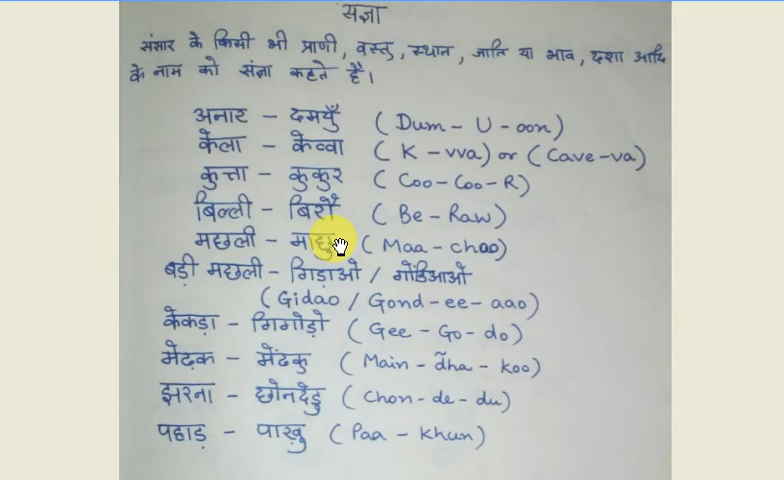 संज्ञा
संसार के किसी भी प्राणी, वस्तु, स्थान, जाति या भाव, दशा आदि
के नाम को संज्ञा कहते हैं।
अनार - दमयुँ (Dum-U-oon)
केला - केव्वा (K-vva) or (Cave-va)
कुत्ता - कुकुर (Coo-Coo-R)
बिल्ली - बिरौ (Be-Raw)
मछली - माछु (Maa-choo)
बड़ी मछली - गिड़ाओ / गोंडिआओ
(Gidao / Gond-ee-aao)
केकड़ा - गिगोड़ो (Gee-Go-do)
मेढ़क - मेंढकु (Main-dha-koo)
झरना - छोनदेड़ु (Chon-de-du)
पहाड़ - पाखु (Paa-Khun)